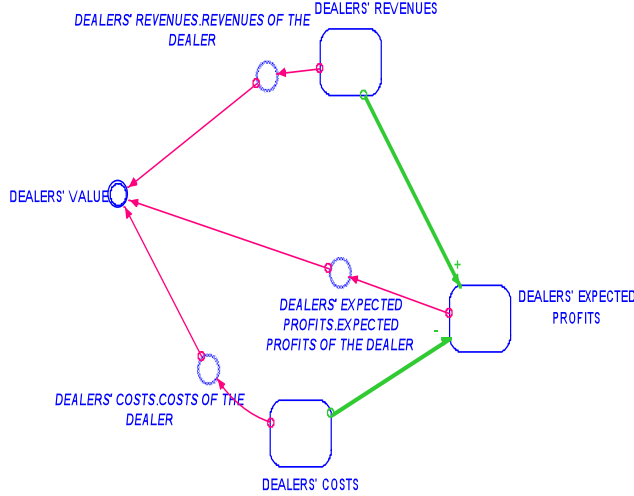 DEALERS' REVENUES
DEALERS' REVENUES.REVENUES OF THE
DEALER
DEALERS' VALUE
+
DEALERS' EXPECTED
PROFITS
DEALERS' EXPECTED
PROFITS.EXPECTED
PROFITS OF THE DEALER
-
DEALERS' COSTS.COSTS OF THE
DEALER
DEALERS' COSTS